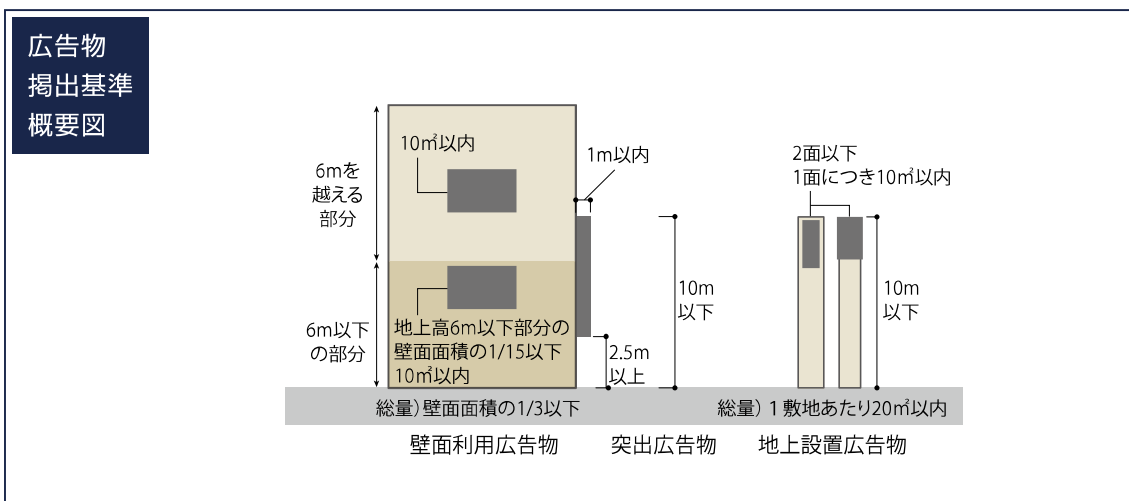 広告物
掲出基準
概要図
6mを
越える
部分
10㎡以内
1m以内
6m以下
の部分
地上高6m以下部分の
壁面面積の1/15以下
10㎡以内
2.5m
以上
10m
以下
2面以下
1面につき10㎡以内
10m
以下
総量)壁面面積の1/3以下
総量)1敷地あたり20㎡以内
壁面利用広告物
突出広告物
地上設置広告物